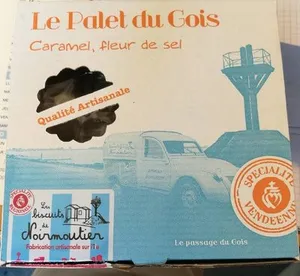 Le Palet du Gois
Caramel, fleur de sel
Qualité Artisanale
SPÉCIALITÉ
VENDÉENNE
SPÉCIALITÉ
Les
biscuits
de
Noirmoutier
Fabrication artisanale sur l'île
Le passage du Gois